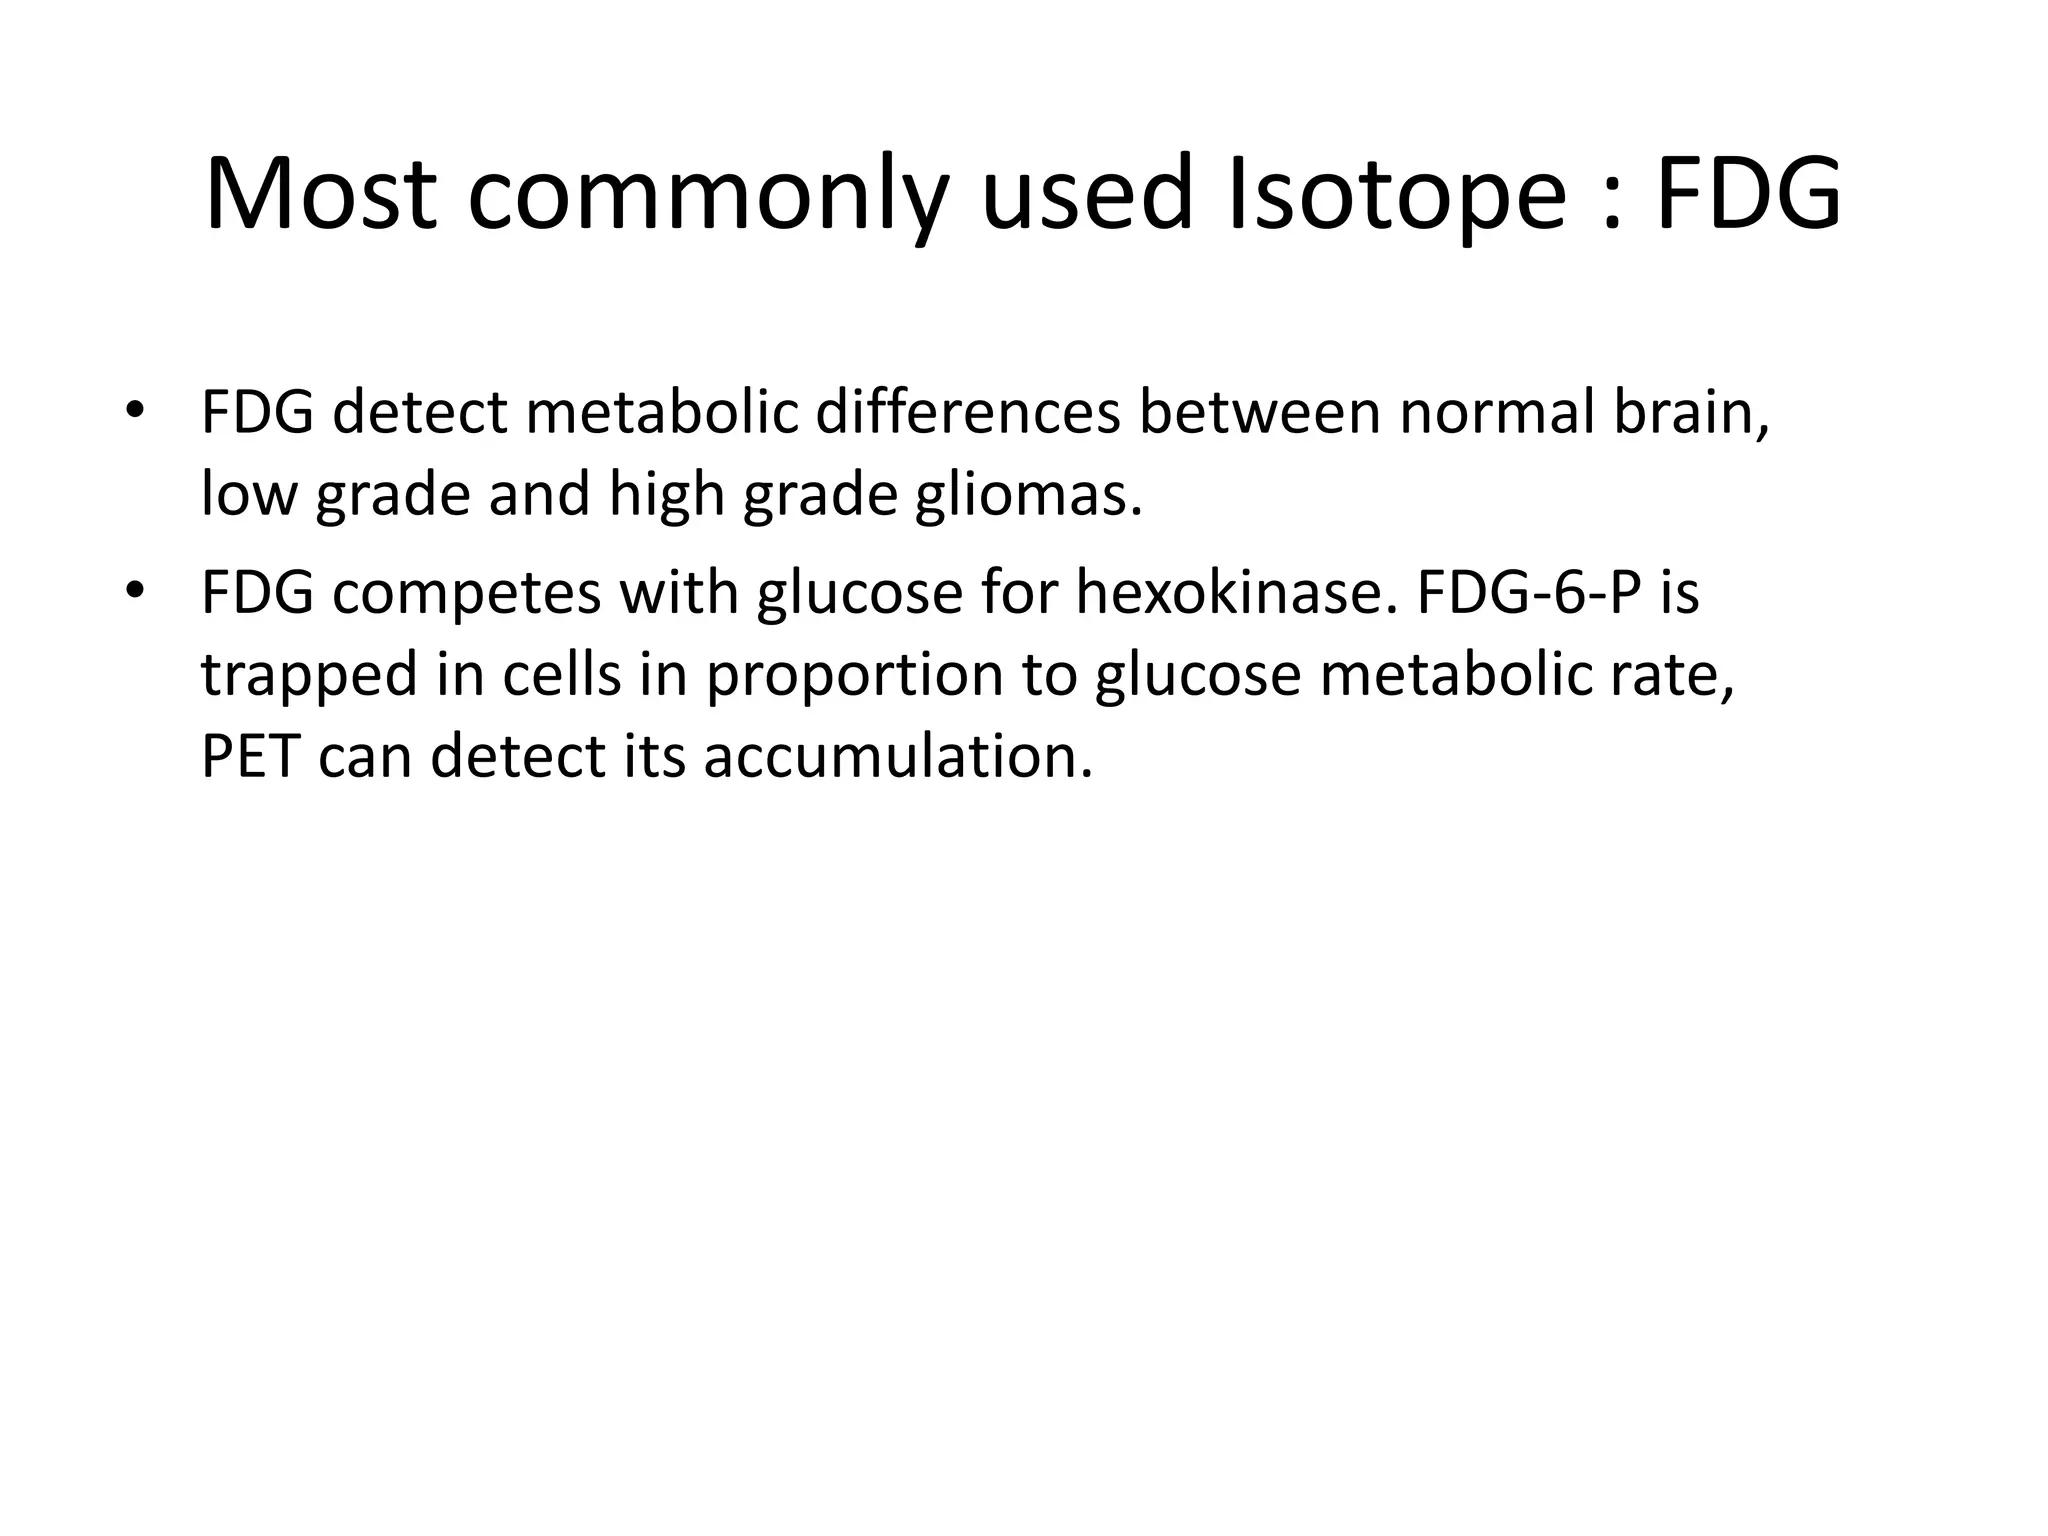 Most commonly used Isotope : FDG
• FDG detect metabolic differences between normal brain,
low grade and high grade gliomas.
• FDG competes with glucose for hexokinase. FDG-6-P is
trapped in cells in proportion to glucose metabolic rate,
PET can detect its accumulation.